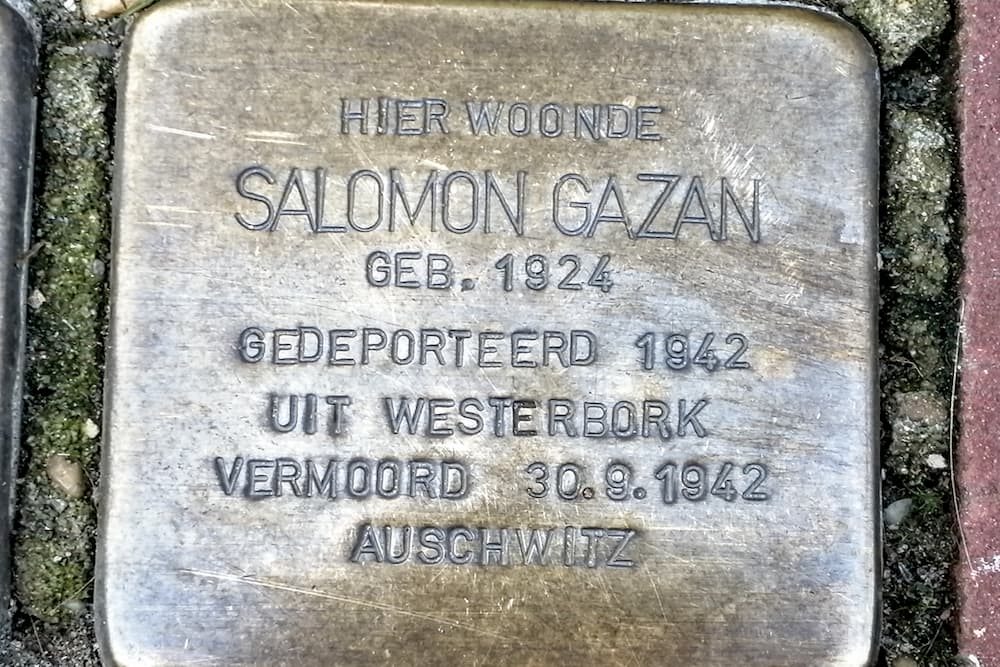 HIER WOONDE
SALOMON GAZAN
GEB. 1924
GEDEPORTEERD 1942
UIT WESTERBORK
VERMOORD 30.9.1942
AUSCHWITZ